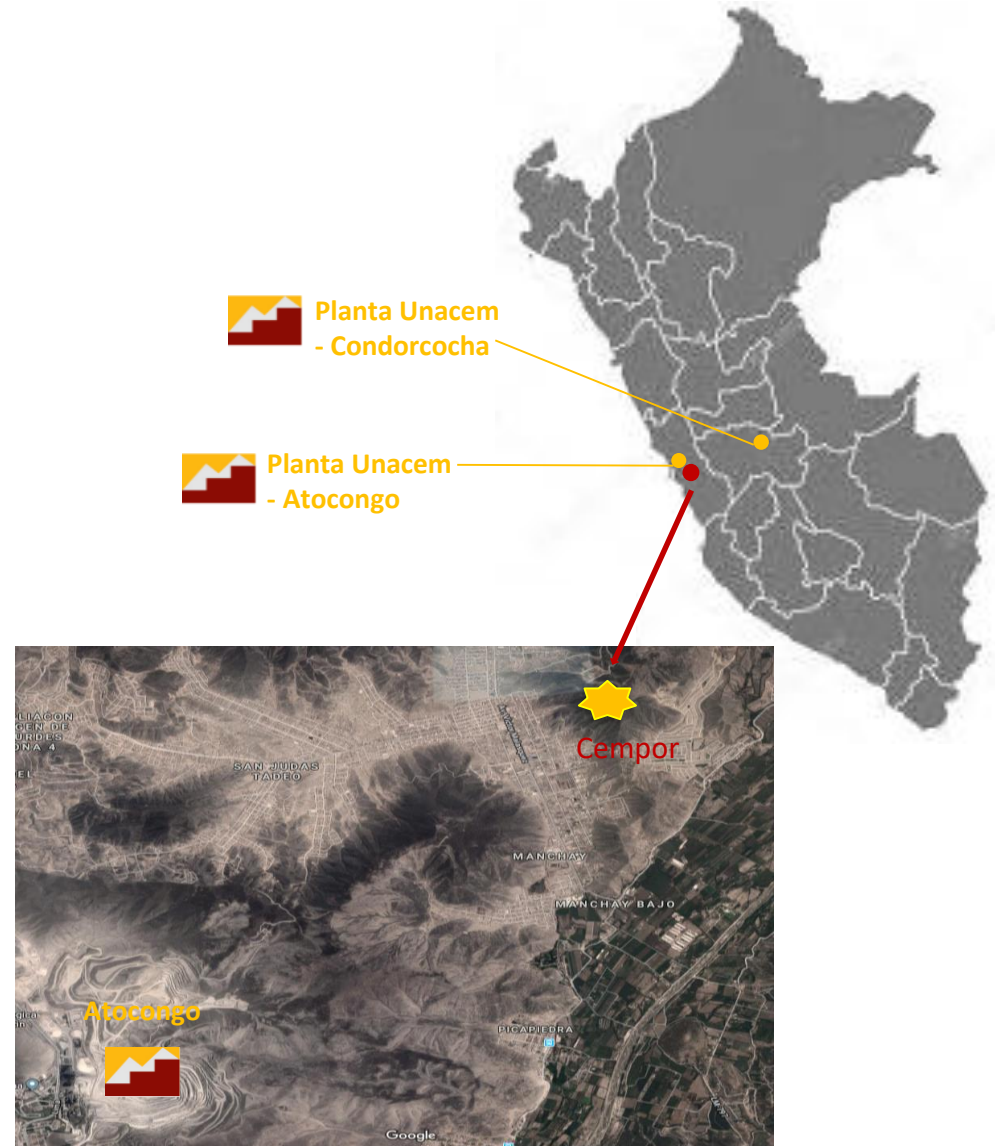 Planta Unacem
- Condorcocha
Planta Unacem
- Atocongo
Cempor
SAN JUDAS
TADEO
MANCHAY
MANCHAY BAJO
Atocongo
PICAPIEDRA
Google